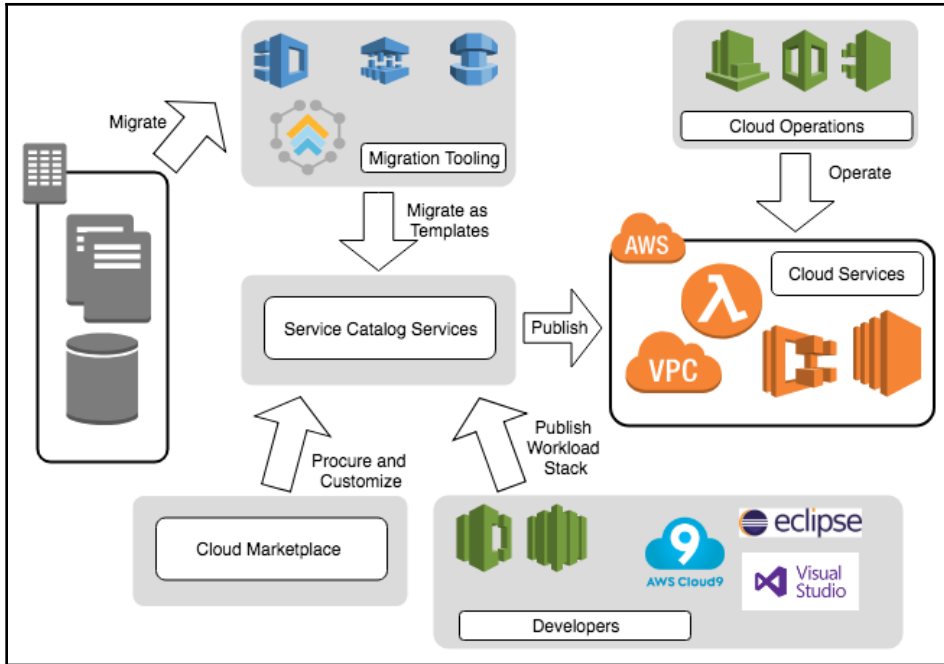 Migrate
Migration Tooling
Cloud Operations
Migrate as
Templates
Operate
AWS
Cloud Services
λ
VPC
Service Catalog Services
Publish
Procure and
Customize
Publish
Workload
Stack
Cloud Marketplace
9
AWS Cloud9
eclipse
Visual
Studio
Developers